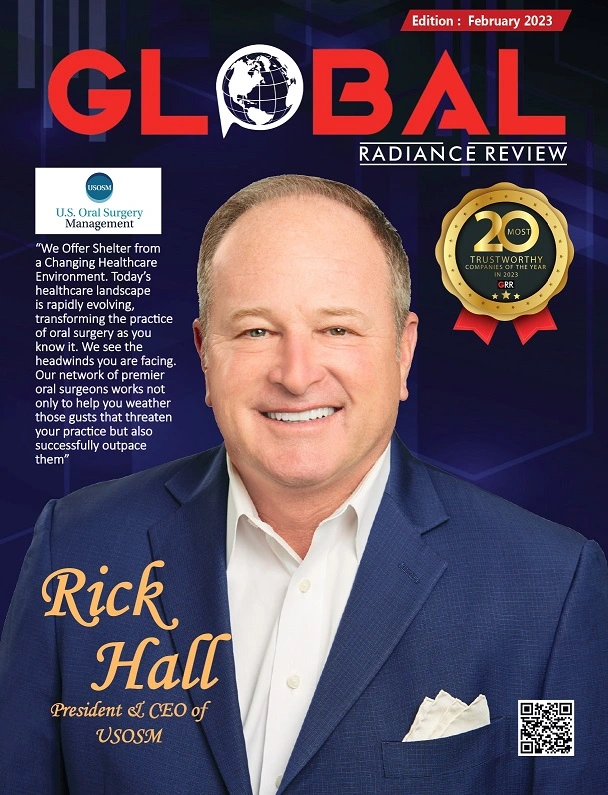 Edition : February 2023
GLOBAL
RADIANCE REVIEW
USOSM
U.S. Oral Surgery
Management
“We Offer Shelter from
a Changing Healthcare
Environment. Today’s
healthcare landscape
is rapidly evolving,
transforming the practice
of oral surgery as you
know it. We see the
headwinds you are facing.
Our network of premier
oral surgeons works not
only to help you weather
those gusts that threaten
your practice but also
successfully outpace
them”
20 MOST
TRUSTWORTHY
COMPANIES OF THE YEAR
IN 2023
GRR
Rick
Hall
President & CEO of
USOSM